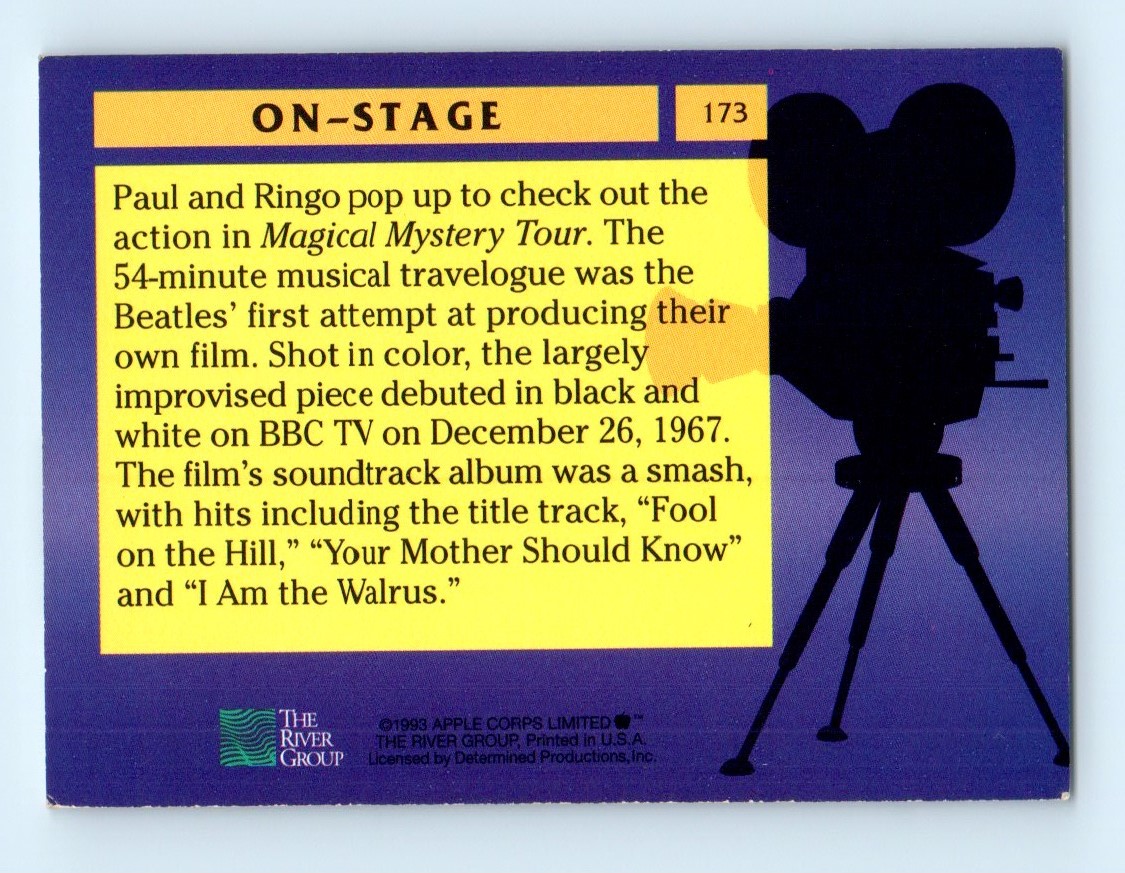 ON-STAGE
173
Paul and Ringo pop up to check out the
action in Magical Mystery Tour. The
54-minute musical travelogue was the
Beatles' first attempt at producing their
own film. Shot in color, the largely
improvised piece debuted in black and
white on BBC TV on December 26, 1967.
The film's soundtrack album was a smash,
with hits including the title track, “Fool
on the Hill,” “Your Mother Should Know”
and “I Am the Walrus.”
THE
RIVER
GROUP
©1993 APPLE CORPS LIMITED ™
THE RIVER GROUP, Printed in U.S.A.
Licensed by Determined Productions, Inc.